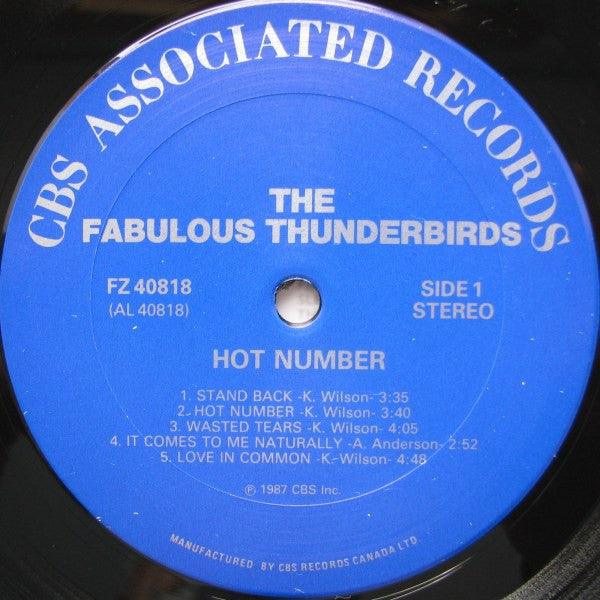 CBS ASSOCIATED RECORDS
THE
FABULOUS THUNDERBIRDS
FZ 40818
(AL 40818)
SIDE 1
STEREO
HOT NUMBER
1. STAND BACK -K. Wilson- 3:35
2. HOT NUMBER -K. Wilson- 3:40
3. WASTED TEARS -K. Wilson- 4:05
4. IT COMES TO ME NATURALLY -A. Anderson- 2:52
5. LOVE IN COMMON -K. Wilson- 4:48
℗ 1987 CBS Inc.
MANUFACTURED BY CBS RECORDS CANADA LTD